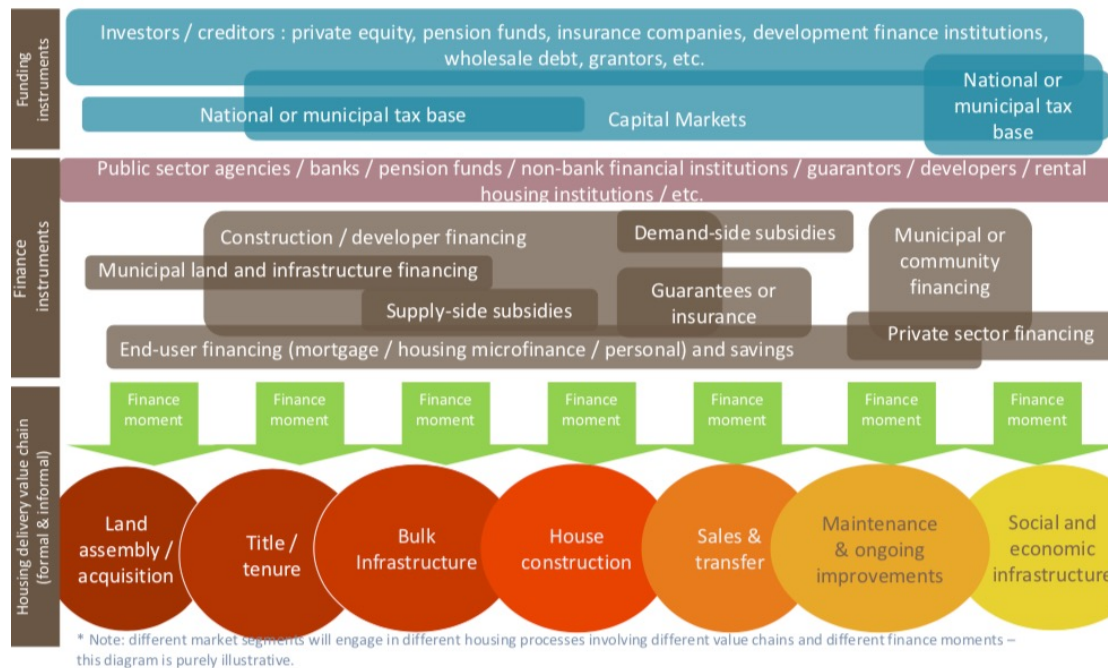 Funding
instruments
Investors / creditors : private equity, pension funds, insurance companies, development finance institutions,
wholesale debt, grantors, etc.
National or municipal tax base
Capital Markets
National or
municipal tax
base
Finance
instruments
Public sector agencies / banks / pension funds / non-bank financial institutions / guarantors / developers / rental
housing institutions / etc.
Construction / developer financing
Demand-side subsidies
Municipal or
community
financing
Municipal land and infrastructure financing
Guarantees or
insurance
Supply-side subsidies
Private sector financing
End-user financing (mortgage / housing microfinance / personal) and savings
Housing delivery value chain
(formal & informal)
Finance
moment
Finance
moment
Finance
moment
Finance
moment
Finance
moment
Finance
moment
Finance
moment
Land
assembly /
acquisition
Title /
tenure
Bulk
Infrastructure
House
construction
Sales &
transfer
Maintenance
& ongoing
improvements
Social and
economic
infrastructure
* Note: different market segments will engage in different housing processes involving different value chains and different finance moments –
this diagram is purely illustrative.